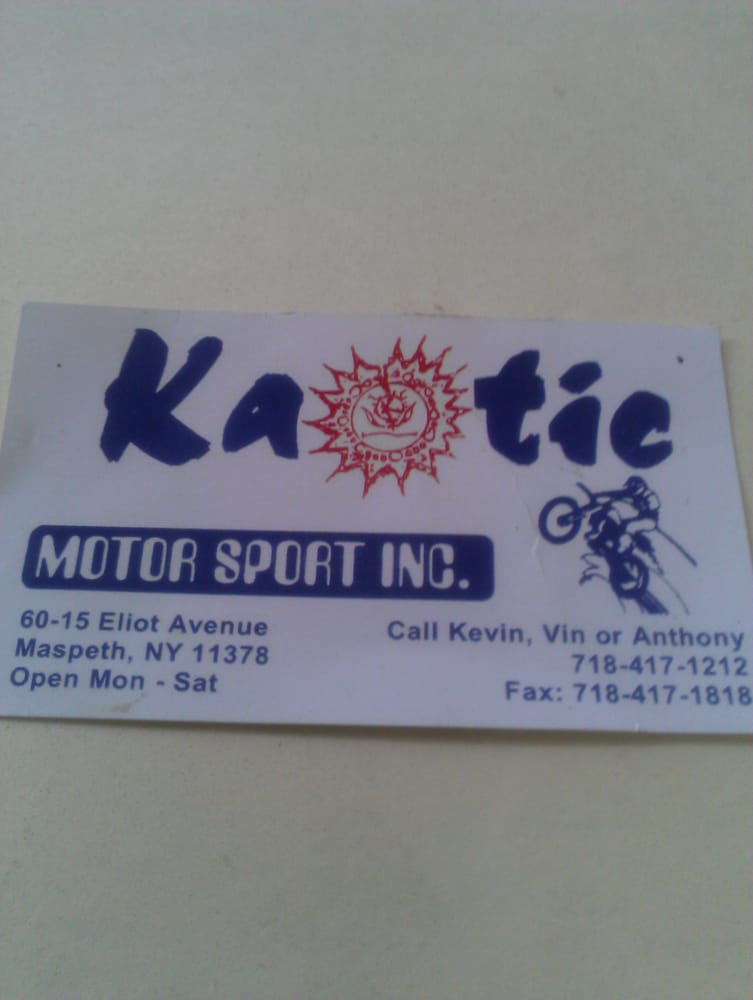 Kaotic
MOTOR SPORT INC.
60-15 Eliot Avenue
Maspeth, NY 11378
Open Mon - Sat
Call Kevin, Vin or Anthony
718-417-1212
Fax: 718-417-1818